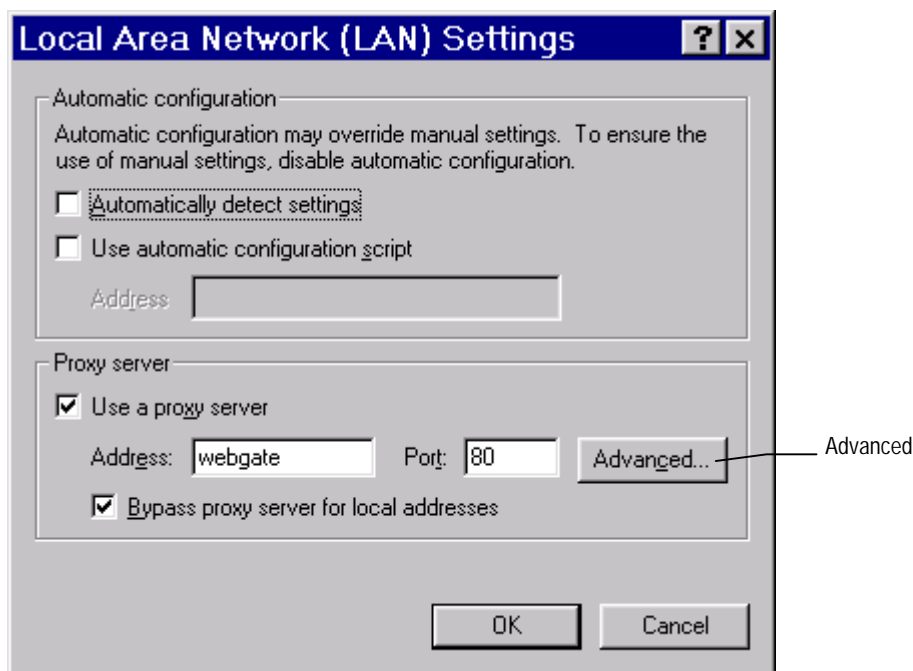 Local Area Network (LAN) Settings
Automatic configuration
Automatic configuration may override manual settings. To ensure the
use of manual settings, disable automatic configuration.
Automatically detect settings
Use automatic configuration script
Address
Proxy server
Use a proxy server
Address: webgate Port: 80 Advanced...
Advanced
Bypass proxy server for local addresses
OK Cancel